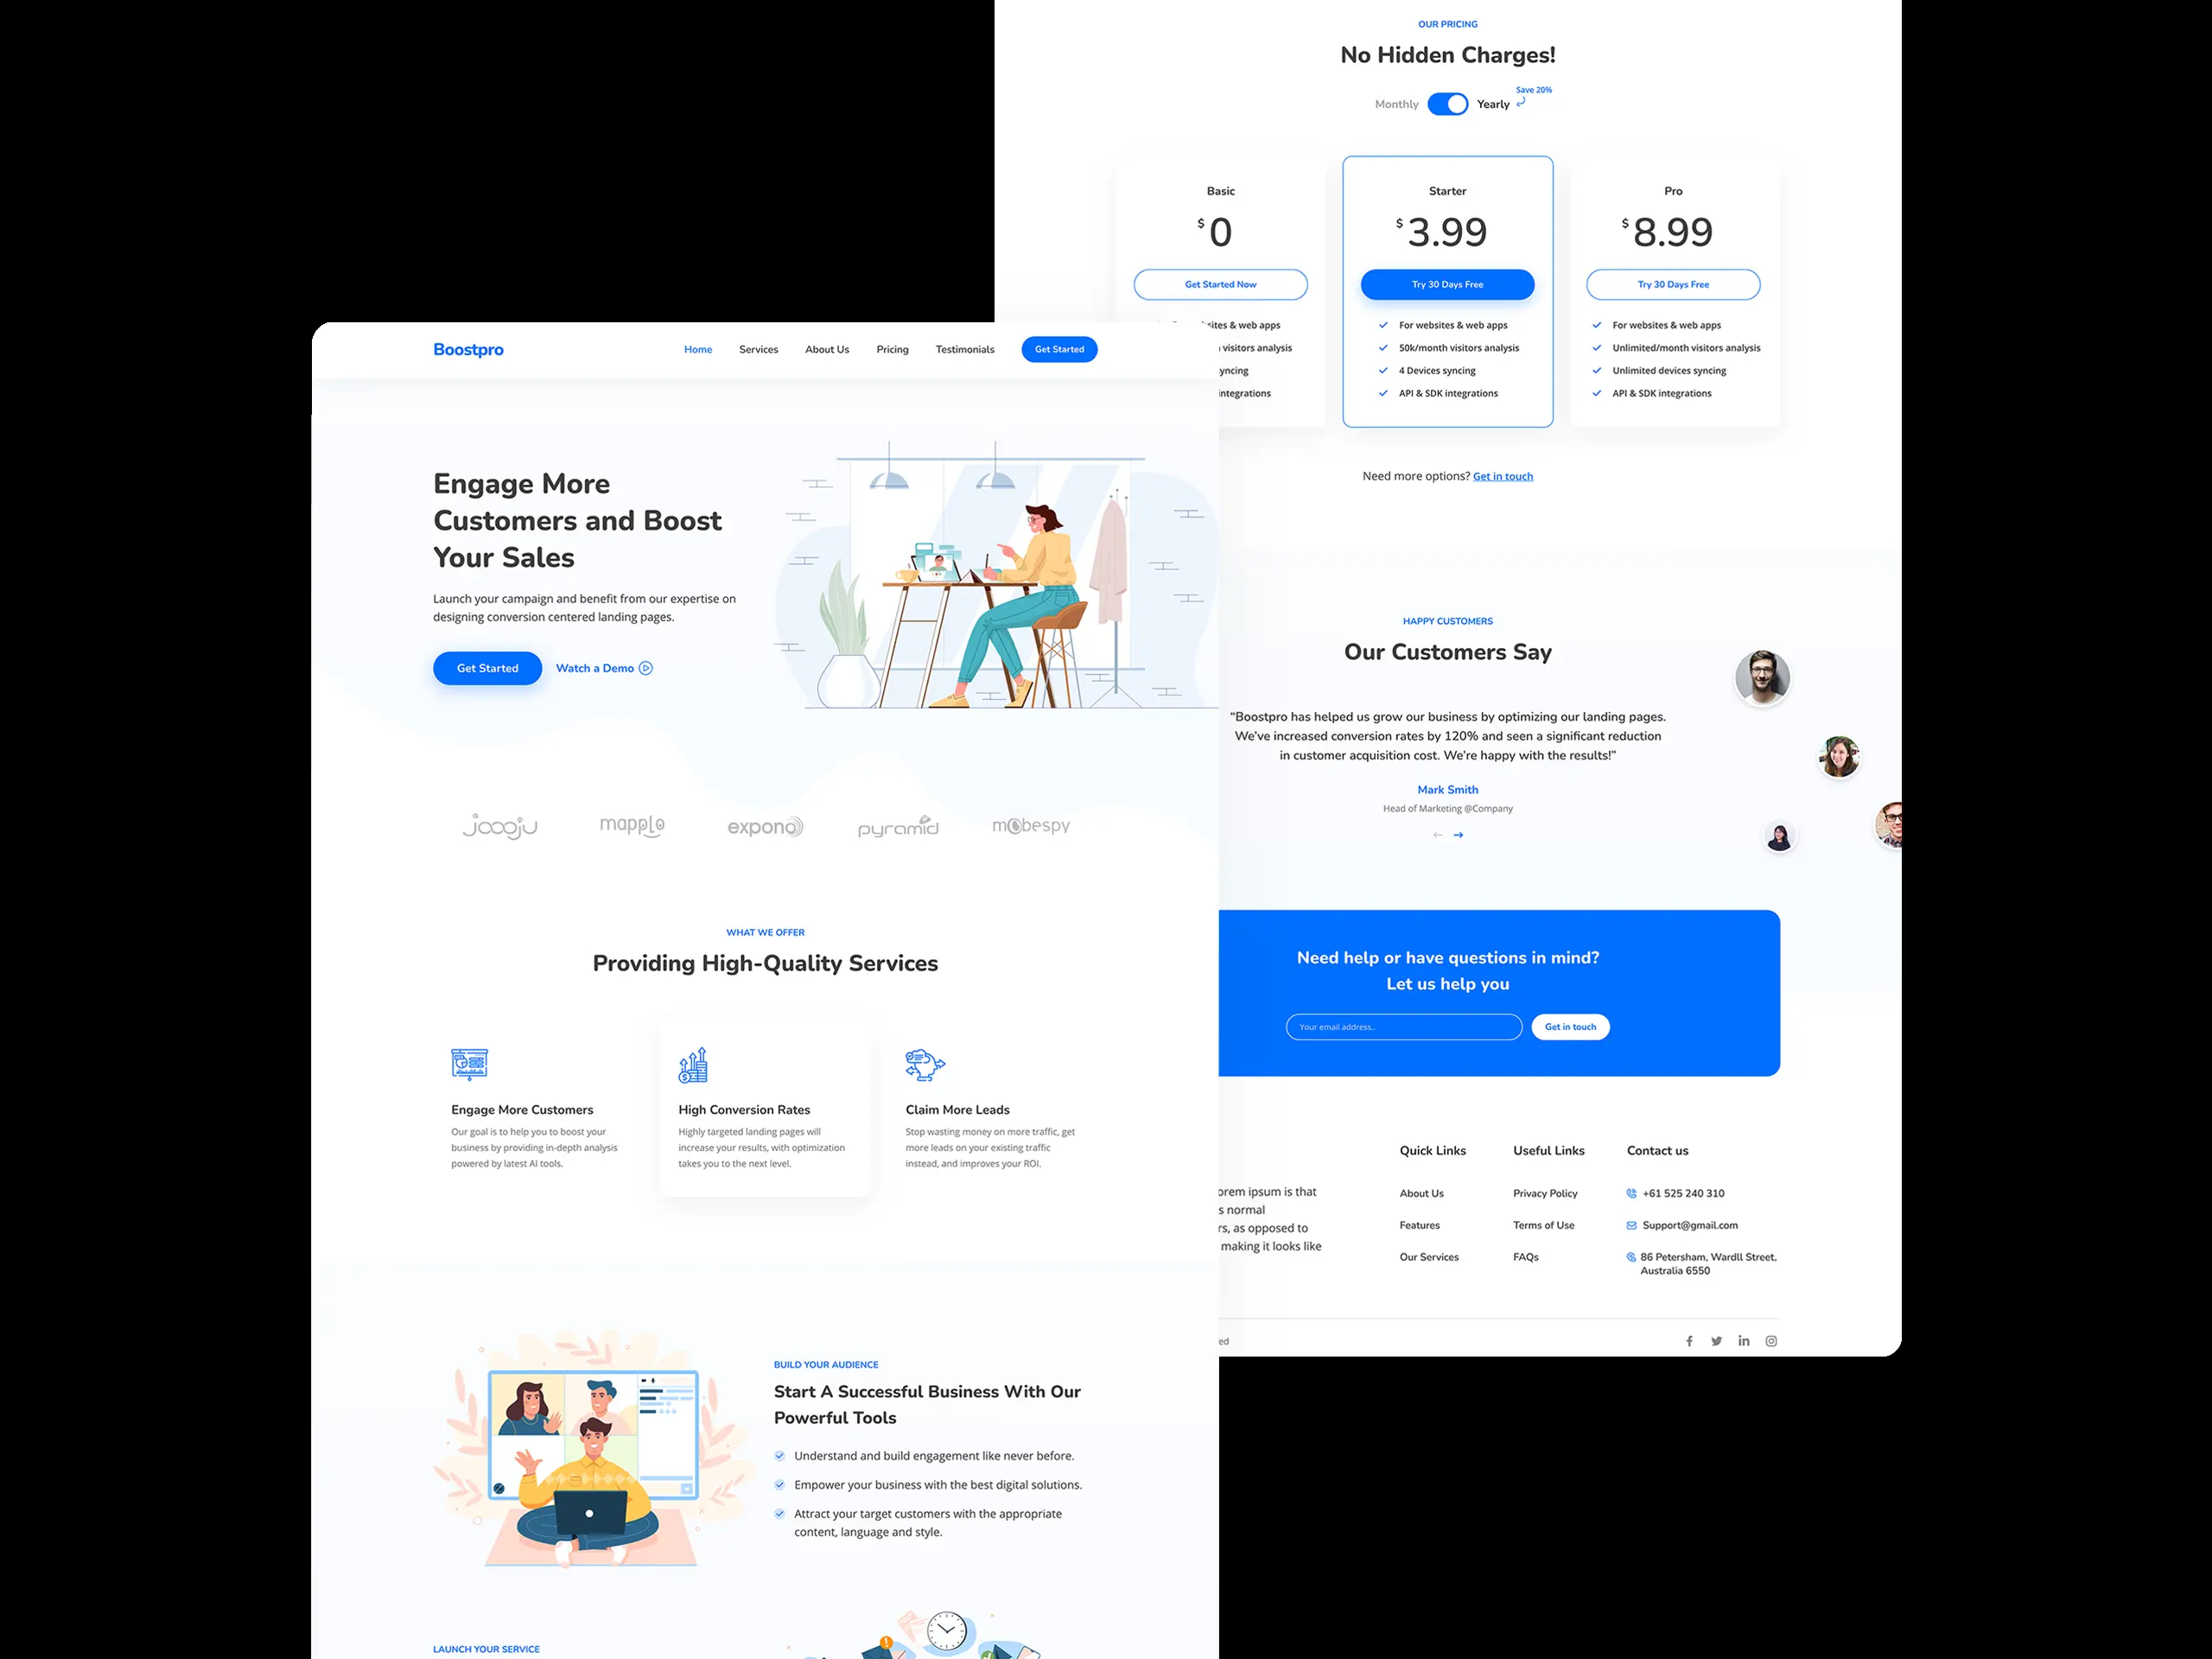 Boostpro
Home
Services
About Us
Pricing
Testimonials
Get Started
Engage More
Customers and Boost
Your Sales
Launch your campaign and benefit from our expertise on
designing conversion centered landing pages.
Get Started
Watch a Demo
joooju
mapplo
expono
pyramid
mobespy
WHAT WE OFFER
Providing High-Quality Services
Engage More Customers
Our goal is to help you to boost your
business by providing in-depth analysis
powered by latest AI tools.
High Conversion Rates
Highly targeted landing pages will
increase your results, with optimization
takes you to the next level.
Claim More Leads
Stop wasting money on more traffic, get
more leads on your existing traffic
instead, and improves your ROI.
BUILD YOUR AUDIENCE
Start A Successful Business With Our
Powerful Tools
Understand and build engagement like never before.
Empower your business with the best digital solutions.
Attract your target customers with the appropriate
content, language and style.
LAUNCH YOUR SERVICE
OUR PRICING
No Hidden Charges!
Monthly
Yearly
Save 20%
Basic
$ 0
Get Started Now
sites & web apps
visitors analysis
yncing
integrations
Starter
$ 3.99
Try 30 Days Free
For websites & web apps
50k/month visitors analysis
4 Devices syncing
API & SDK integrations
Pro
$ 8.99
Try 30 Days Free
For websites & web apps
Unlimited/month visitors analysis
Unlimited devices syncing
API & SDK integrations
Need more options? Get in touch
HAPPY CUSTOMERS
Our Customers Say
“Boostpro has helped us grow our business by optimizing our landing pages.
We’ve increased conversion rates by 120% and seen a significant reduction
in customer acquisition cost. We’re happy with the results!”
Mark Smith
Head of Marketing @Company
Need help or have questions in mind?
Let us help you
Your email address..
Get in touch
orem ipsum is that
s normal
rs, as opposed to
making it looks like
Quick Links
About Us
Features
Our Services
Useful Links
Privacy Policy
Terms of Use
FAQs
Contact us
+61 525 240 310
Support@gmail.com
86 Petersham, Wardll Street,
Australia 6550
ed